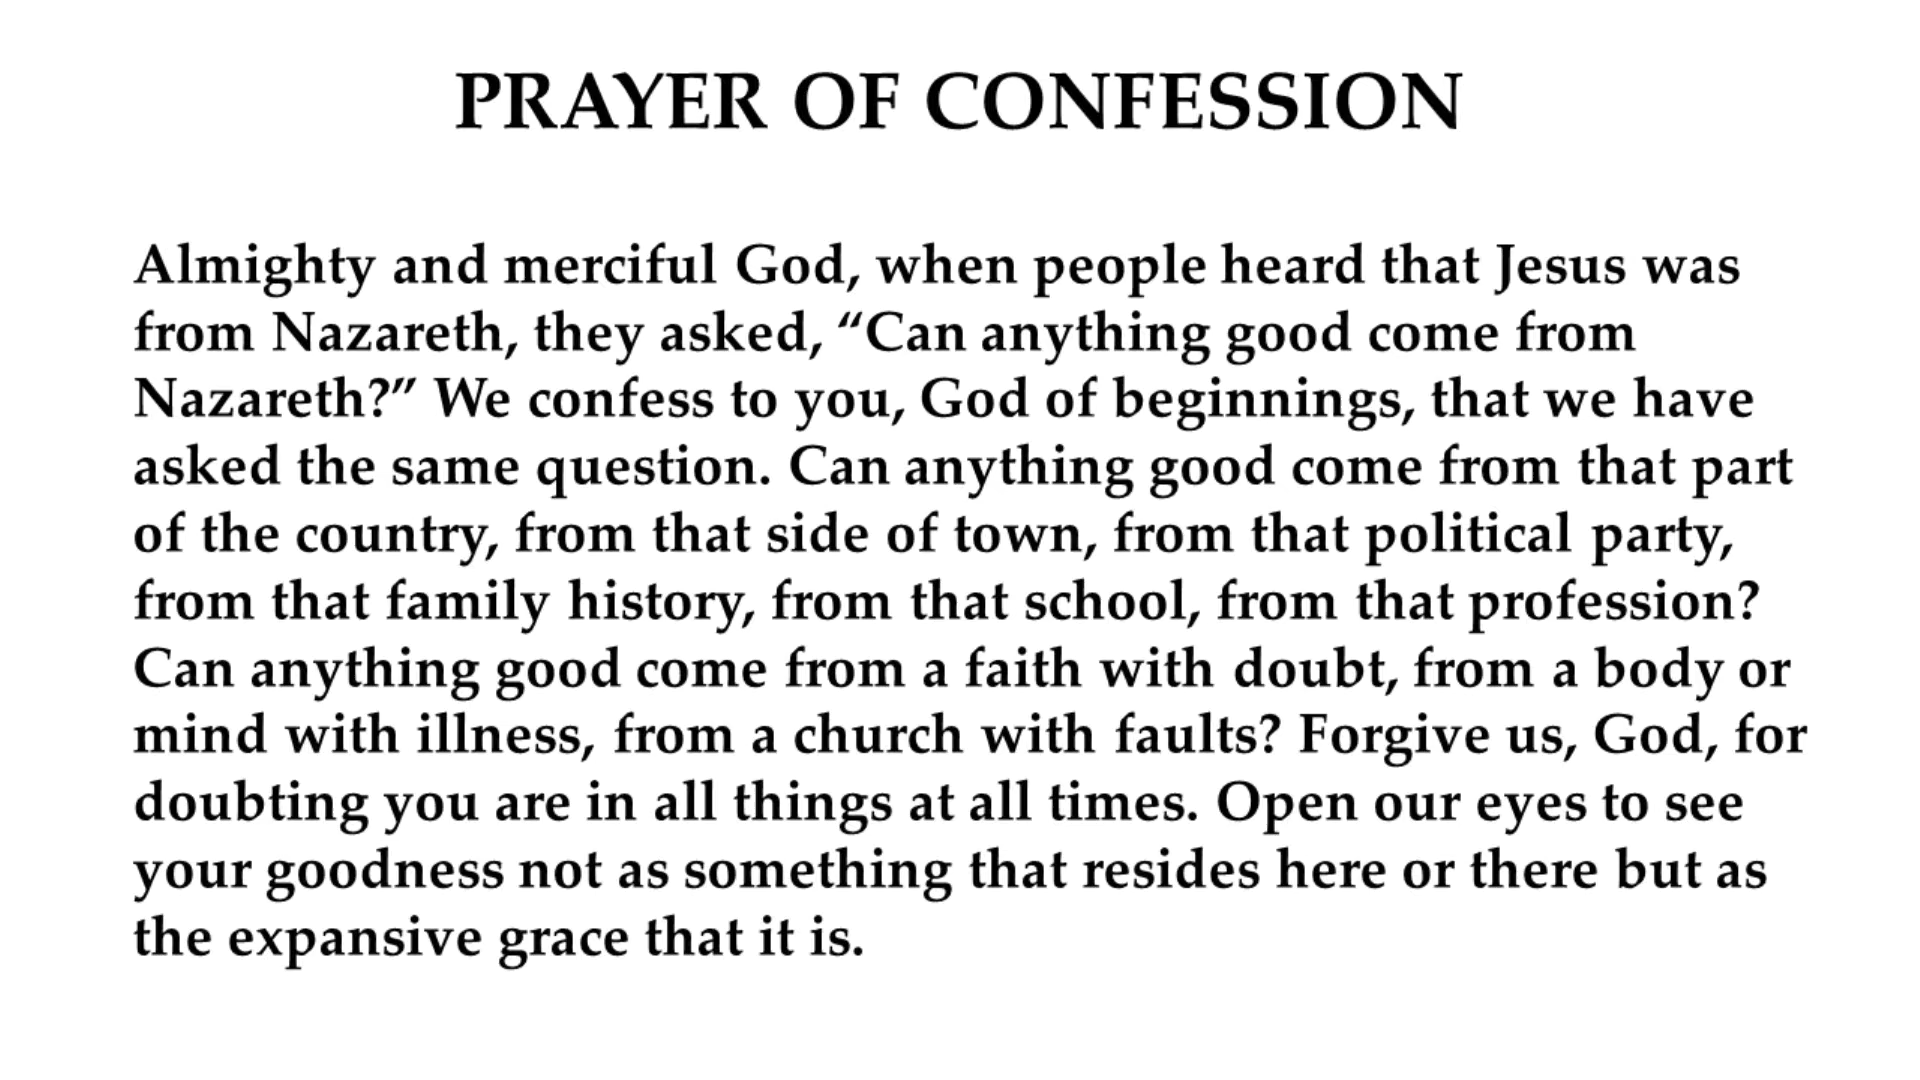 PRAYER OF CONFESSION
Almighty and merciful God, when people heard that Jesus was
from Nazareth, they asked, “Can anything good come from
Nazareth?” We confess to you, God of beginnings, that we have
asked the same question. Can anything good come from that part
of the country, from that side of town, from that political party,
from that family history, from that school, from that profession?
Can anything good come from a faith with doubt, from a body or
mind with illness, from a church with faults? Forgive us, God, for
doubting you are in all things at all times. Open our eyes to see
your goodness not as something that resides here or there but as
the expansive grace that it is.